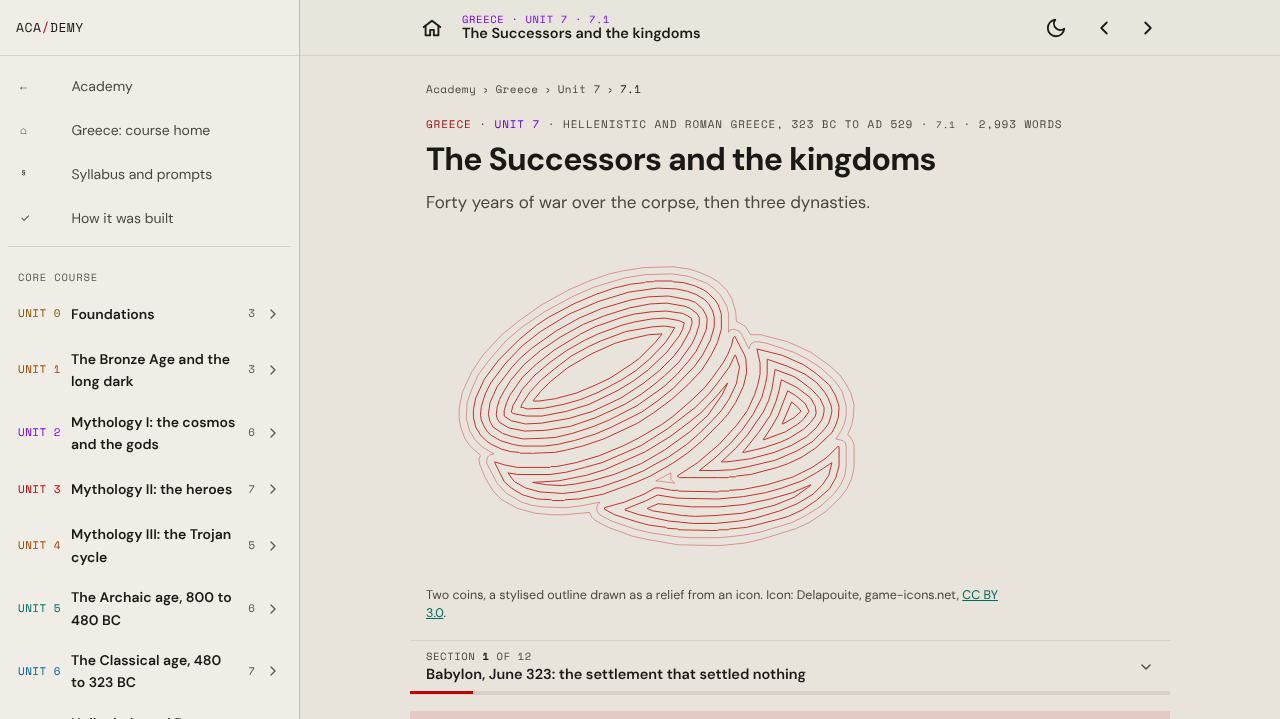 ACA/DEMY
← Academy
⌂ Greece: course home
§ Syllabus and prompts
✓ How it was built
CORE COURSE
UNIT 0 Foundations 3
UNIT 1 The Bronze Age and the
long dark 3
UNIT 2 Mythology I: the cosmos
and the gods 6
UNIT 3 Mythology II: the heroes 7
UNIT 4 Mythology III: the Trojan
cycle 5
UNIT 5 The Archaic age, 800 to
480 BC 6
UNIT 6 The Classical age, 480
to 323 BC 7
GREECE · UNIT 7 · 7.1
The Successors and the kingdoms
Academy › Greece › Unit 7 › 7.1
GREECE · UNIT 7 · HELLENISTIC AND ROMAN GREECE, 323 BC TO AD 529 · 7.1 · 2,993 WORDS
The Successors and the kingdoms
Forty years of war over the corpse, then three dynasties.
Two coins, a stylised outline drawn as a relief from an icon. Icon: Delapouite, game-icons.net, CC BY
3.0.
SECTION 1 OF 12
Babylon, June 323: the settlement that settled nothing